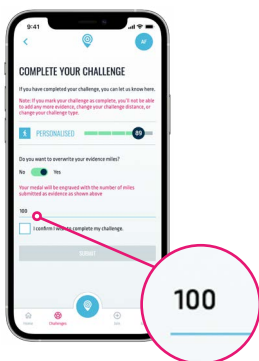 9:41
AF
COMPLETE YOUR CHALLENGE
If you have completed your challenge, you can let us know here.
Note: If you mark your challenge as complete, you'll not be able
to add any more evidence, change your challenge distance, or
change your challenge type.
PERSONALISED
89
Do you want to overwrite your evidence miles?
No Yes
Your medal will be engraved with the number of miles
submitted as evidence as shown above
100
I confirm I wish to complete my challenge.
SUBMIT
Home
Challenges
100